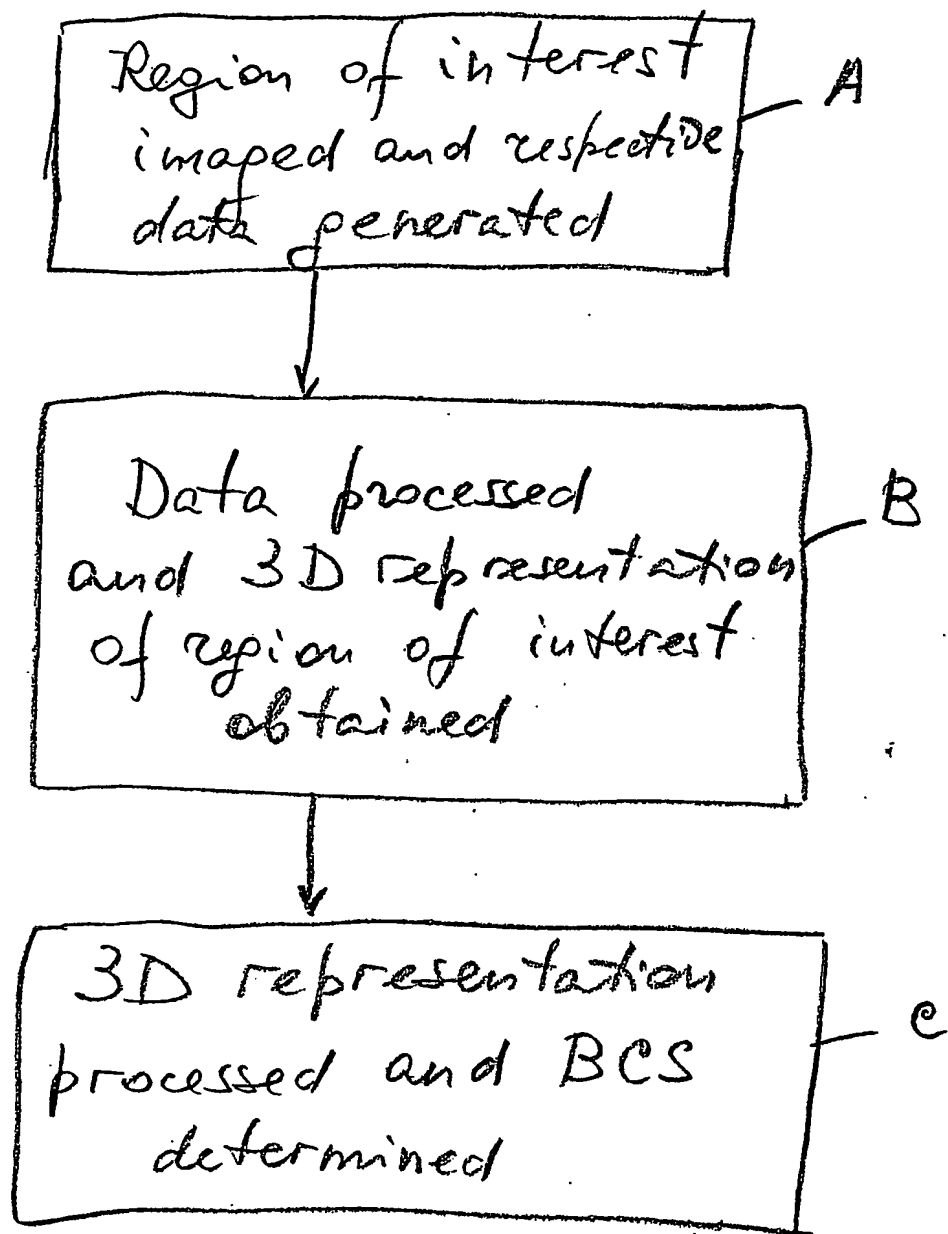 Region of interest
imaged and respective
data generated
A
Data processed
and 3D representation
of region of interest
obtained
B
3D representation
processed and BCS
determined
C